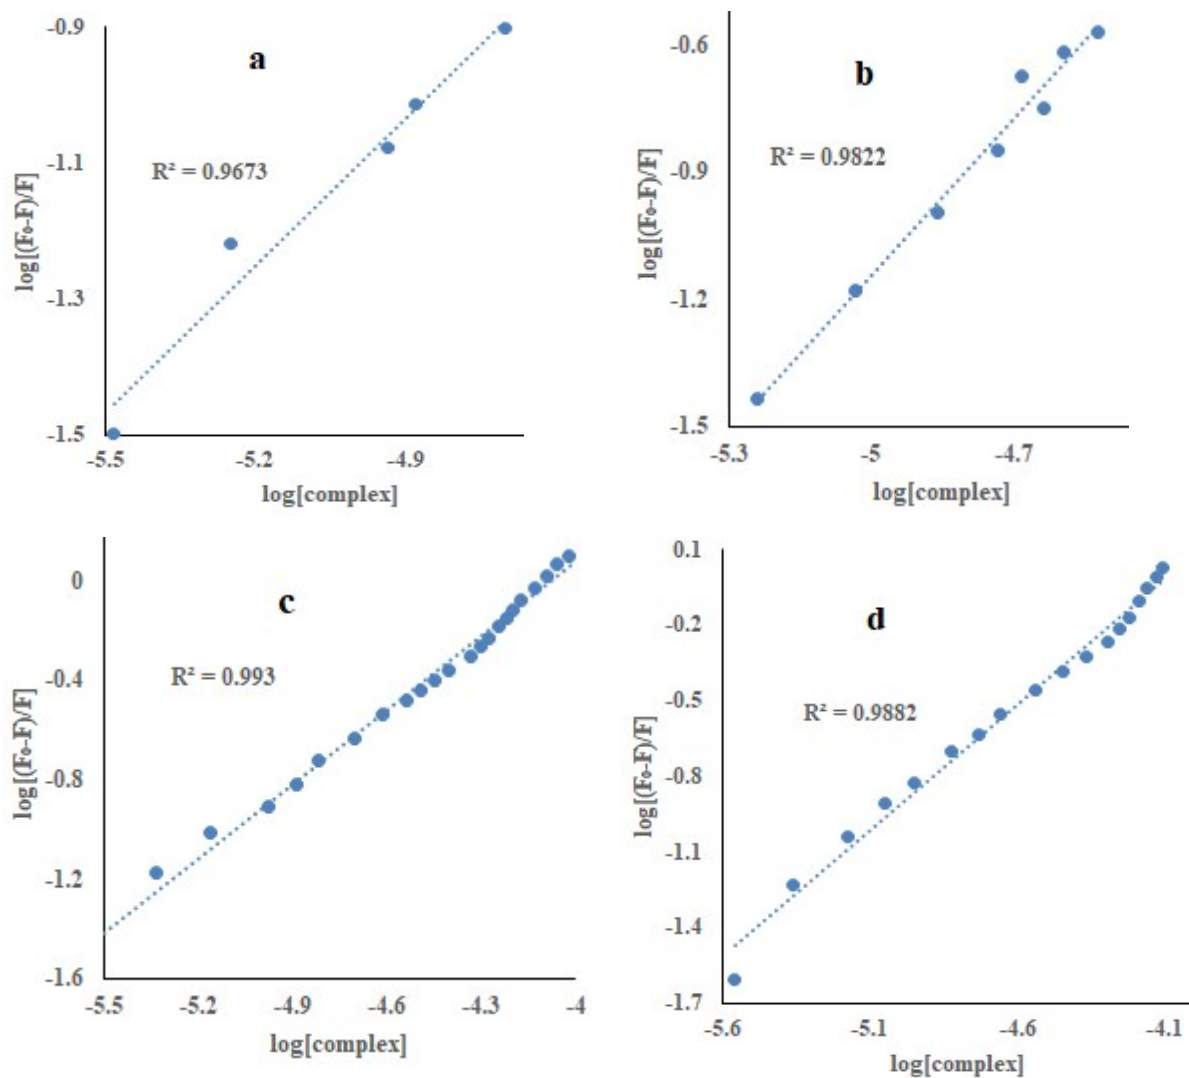 a
-0.9
-1.1
-1.3
-1.5
R² = 0.9673
log[(F₀-F)/F]
-5.5 -5.2 -4.9
log[complex]
b
-0.6
-0.9
-1.2
-1.5
R² = 0.9822
log[(F₀-F)/F]
-5.3 -5 -4.7
log[complex]
c
0
-0.4
-0.8
-1.2
-1.6
R² = 0.993
log[(F₀-F)/F]
-5.5 -5.2 -4.9 -4.6 -4.3 -4
log[complex]
d
0.1
-0.2
-0.5
-0.8
-1.1
-1.4
-1.7
R² = 0.9882
log[(F₀-F)/F]
-5.6 -5.1 -4.6 -4.1
log[complex]